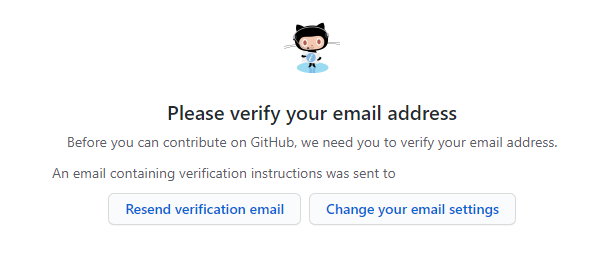 Please verify your email address
Before you can contribute on GitHub, we need you to verify your email address.
An email containing verification instructions was sent to
Resend verification email
Change your email settings